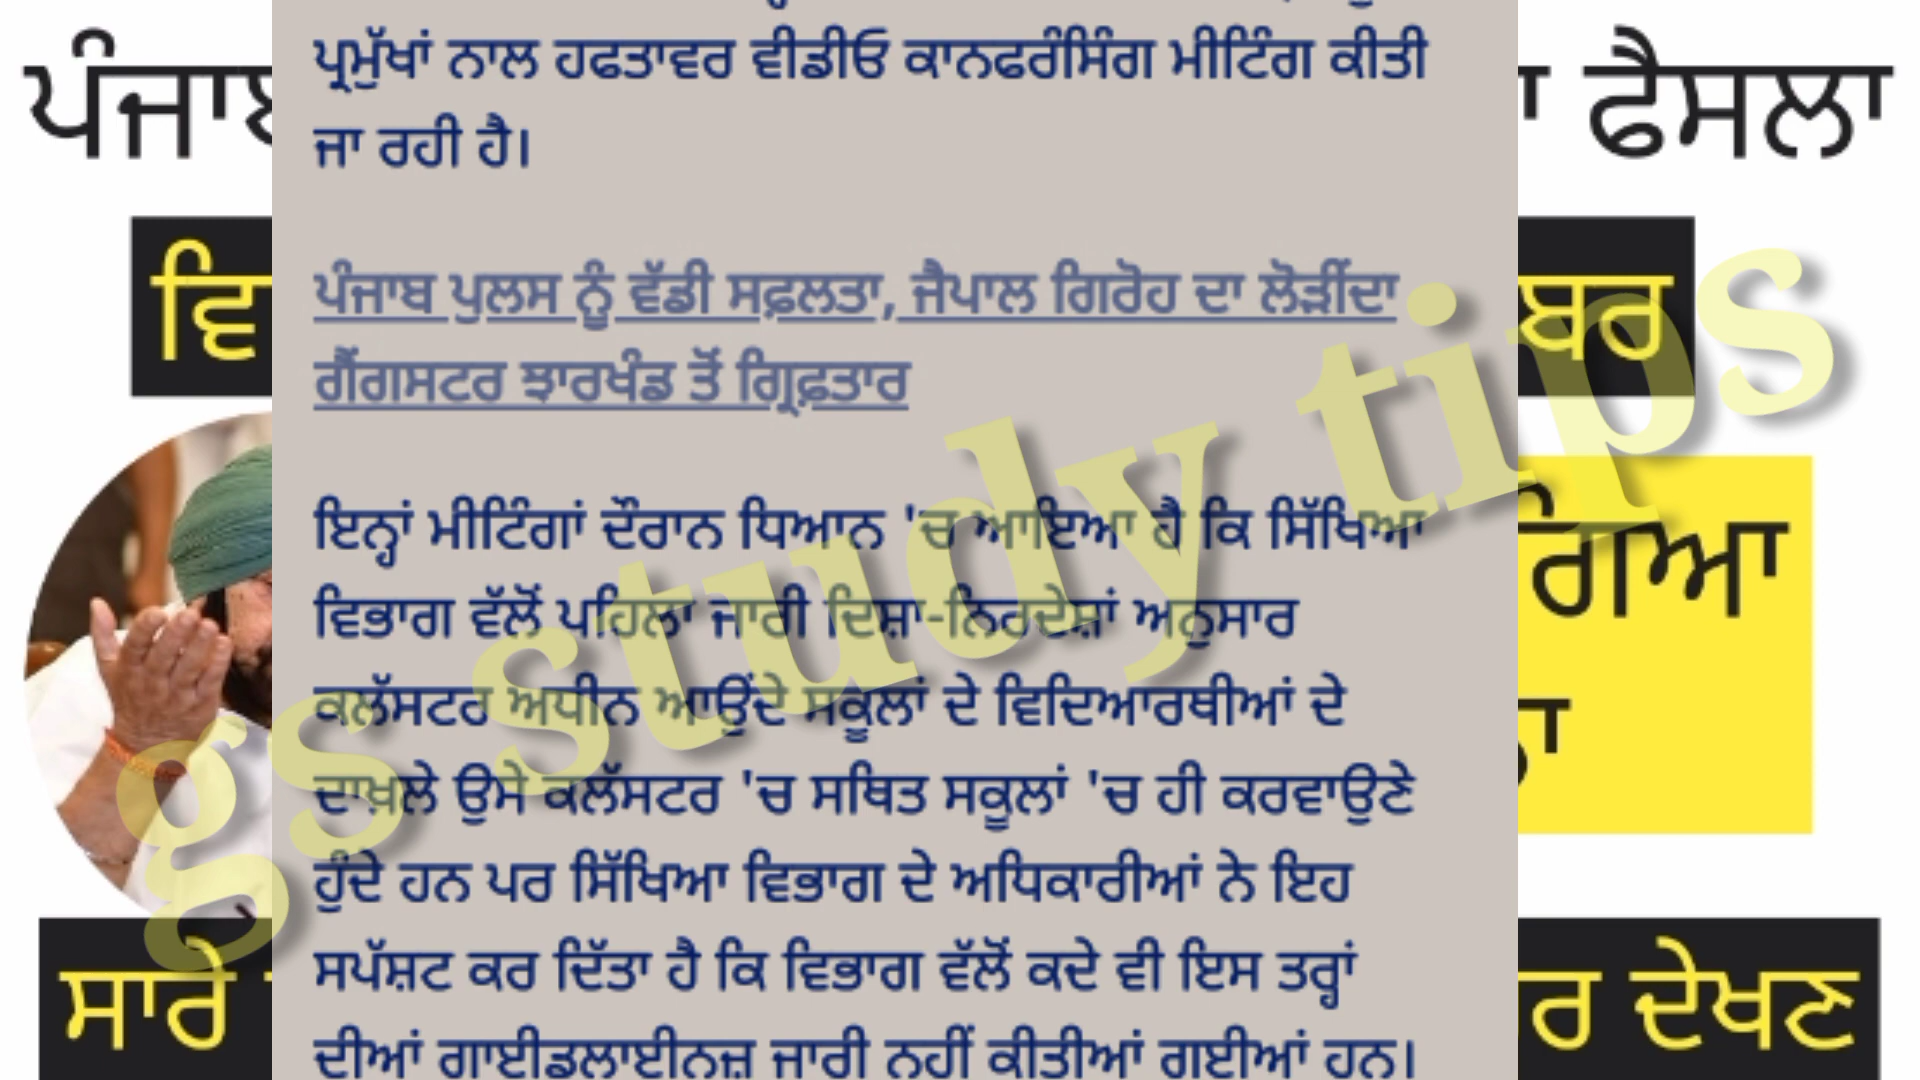 ਪ੍ਰਮੁੱਖਾਂ ਨਾਲ ਹਫਤਾਵਰ ਵੀਡੀਓ ਕਾਨਫਰੰਸਿੰਗ ਮੀਟਿੰਗ ਕੀਤੀ
ਜਾ ਰਹੀ ਹੈ।
ਪੰਜਾਬ ਪੁਲਸ ਨੂੰ ਵੱਡੀ ਸਫ਼ਲਤਾ, ਜੈਪਾਲ ਗਿਰੋਹ ਦਾ ਲੋੜੀਂਦਾ
ਗੈਂਗਸਟਰ ਝਾਰਖੰਡ ਤੋਂ ਗ੍ਰਿਫ਼ਤਾਰ
ਇਨ੍ਹਾਂ ਮੀਟਿੰਗਾਂ ਦੌਰਾਨ ਧਿਆਨ 'ਚ ਆਇਆ ਹੈ ਕਿ ਸਿੱਖਿਆ
ਵਿਭਾਗ ਵੱਲੋਂ ਪਹਿਲਾ ਜਾਰੀ ਦਿਸ਼ਾ-ਨਿਰਦੇਸ਼ਾਂ ਅਨੁਸਾਰ
ਕਲੱਸਟਰ ਅਧੀਨ ਆਉਂਦੇ ਸਕੂਲਾਂ ਦੇ ਵਿਦਿਆਰਥੀਆਂ ਦੇ
ਦਾਖ਼ਲੇ ਉਸੇ ਕਲੱਸਟਰ 'ਚ ਸਥਿਤ ਸਕੂਲਾਂ 'ਚ ਹੀ ਕਰਵਾਉਣੇ
ਹੁੰਦੇ ਹਨ ਪਰ ਸਿੱਖਿਆ ਵਿਭਾਗ ਦੇ ਅਧਿਕਾਰੀਆਂ ਨੇ ਇਹ
ਸਪੱਸ਼ਟ ਕਰ ਦਿੱਤਾ ਹੈ ਕਿ ਵਿਭਾਗ ਵੱਲੋਂ ਕਦੇ ਵੀ ਇਸ ਤਰ੍ਹਾਂ
ਦੀਆਂ ਗਾਈਡਲਾਈਨਜ਼ ਜਾਰੀ ਨਹੀਂ ਕੀਤੀਆਂ ਗਈਆਂ ਹਨ।
ਫੈਸਲਾ
ਸਾਰੇ
ਦੇਖਣ
gs study tips